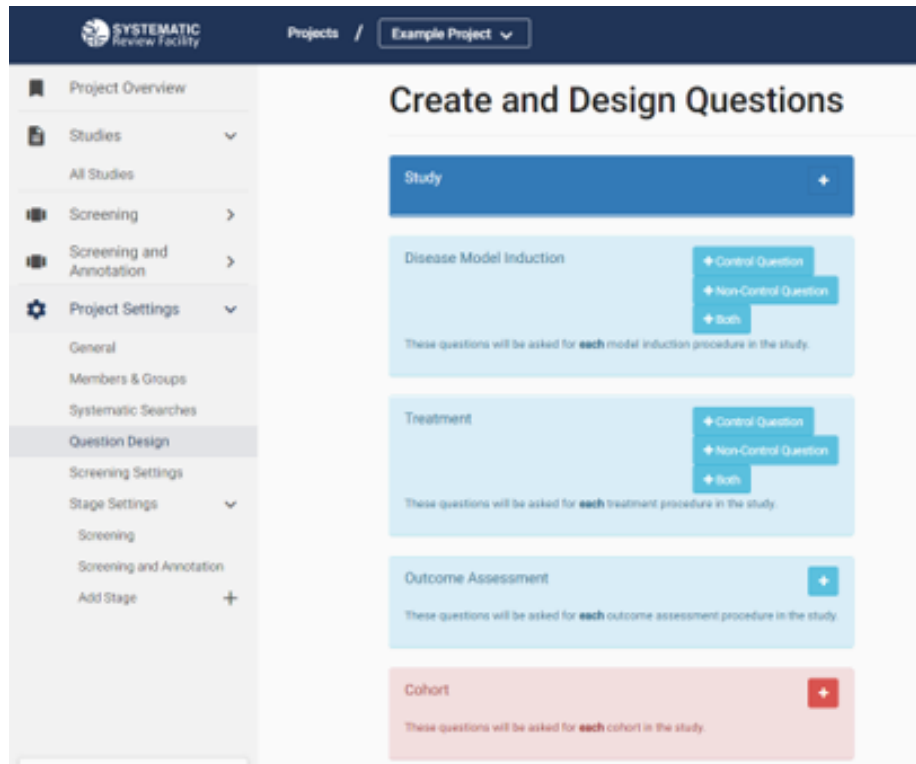 SYSTEMATIC
Review Facility
Projects / Example Project
Project Overview
Studies
All Studies
Screening
Screening and
Annotation
Project Settings
General
Members & Groups
Systematic Searches
Question Design
Screening Settings
Stage Settings
Screening
Screening and Annotation
Add Stage +
Create and Design Questions
Study +
Disease Model Induction
+ Control Question
+ Non-Control Question
+ Both
These questions will be asked for each model induction procedure in the study.
Treatment
+ Control Question
+ Non-Control Question
+ Both
These questions will be asked for each treatment procedure in the study.
Outcome Assessment +
These questions will be asked for each outcome assessment procedure in the study.
Cohort +
These questions will be asked for each cohort in the study.